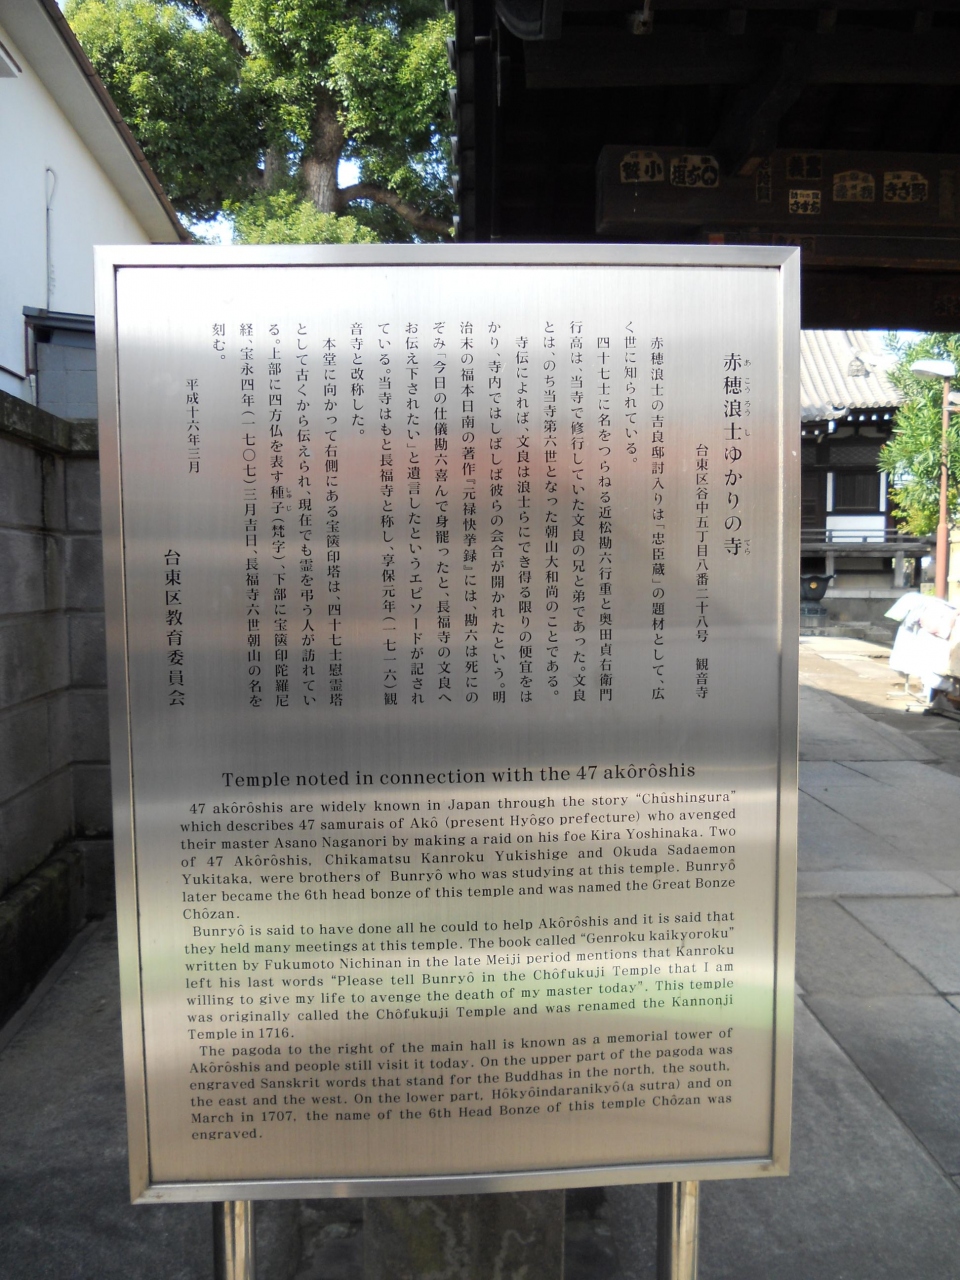 赤穂浪士ゆかりの寺
あこうろうし
てら
台東区谷中五丁目八番二十八号　観音寺
赤穂浪士の吉良邸討入りは「忠臣蔵」の題材として、広
く世に知られている。
四十七士に名をつらねる近松勘六行重と奥田貞右衛門
行高は、当寺で修行していた文良の兄と弟であった。文良
とは、のち当寺第六世となった朝山大和尚のことである。
寺伝によれば、文良は浪士らにでき得る限りの便宜をは
かり、寺内ではしばしば彼らの会合が開かれたという。明
治末の福本日南の著作『元禄快挙録』には、勘六は死にの
ぞみ「今日の仕儀勘六喜んで身罷ったと、長福寺の文良へ
お伝え下されたい」と遺言したというエピソードが記され
ている。当寺はもと長福寺と称し、享保元年（一七一六）観
音寺と改称した。
本堂に向かって右側にある宝篋印塔は、四十七士慰霊塔
として古くから伝えられ、現在でも霊を弔う人が訪れてい
る。上部に四方仏を表す種子（梵字）、下部に宝篋印陀羅尼
しゅじ
経、宝永四年（一七〇七）三月吉日、長福寺六世朝山の名を
刻む。
平成十六年三月
台東区教育委員会
Temple noted in connection with the 47 akôrôshis
47 akôrôshis are widely known in Japan through the story “Chûshingura”
which describes 47 samurais of Akô (present Hyôgo prefecture) who avenged
their master Asano Naganori by making a raid on his foe Kira Yoshinaka. Two
of 47 Akôrôshis, Chikamatsu Kanroku Yukishige and Okuda Sadaemon
Yukitaka, were brothers of Bunryô who was studying at this temple. Bunryô
later became the 6th head bonze of this temple and was named the Great Bonze
Chôzan.
Bunryô is said to have done all he could to help Akôrôshis and it is said that
they held many meetings at this temple. The book called “Genroku kaikyoroku”
written by Fukumoto Nichinan in the late Meiji period mentions that Kanroku
left his last words “Please tell Bunryô in the Chôfukuji Temple that I am
willing to give my life to avenge the death of my master today”. This temple
was originally called the Chôfukuji Temple and was renamed the Kannonji
Temple in 1716.
The pagoda to the right of the main hall is known as a memorial tower of
Akôrôshis and people still visit it today. On the upper part of the pagoda was
engraved Sanskrit words that stand for the Buddhas in the north, the south,
the east and the west. On the lower part, Hôkyôindaranikyô(a sutra) and on
March in 1707, the name of the 6th Head Bonze of this temple Chôzan was
engraved.